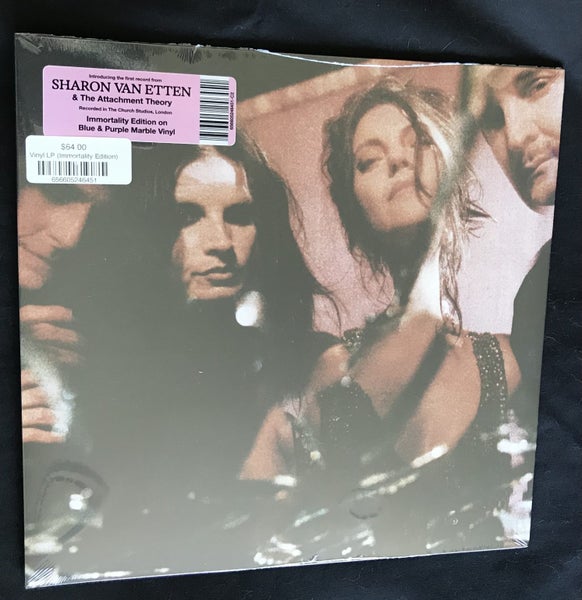 Introducing the first record from
SHARON VAN ETTEN
& The Attachment Theory
Recorded in The Church Studios, London
Immortality Edition on
Blue & Purple Marble Vinyl
$64.00
Vinyl LP (Immortality Edition)
656605246451